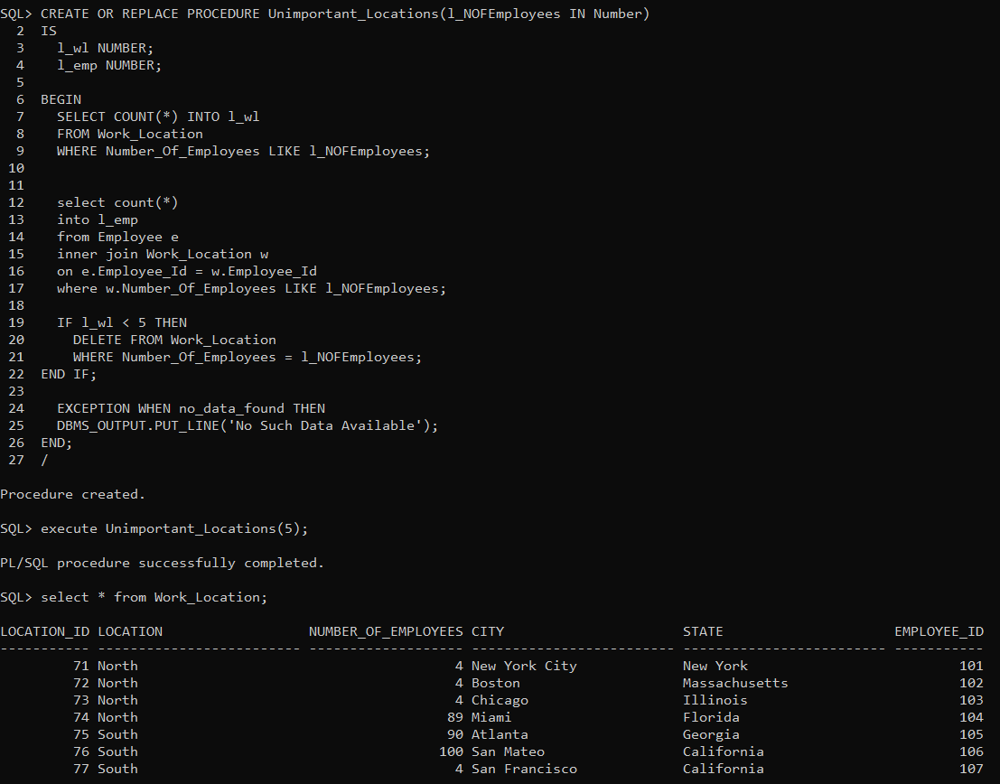 SQL> CREATE OR REPLACE PROCEDURE Unimportant_Locations(l_NOFEmployees IN Number)
  2  IS
  3    l_wl NUMBER;
  4    l_emp NUMBER;
  5
  6  BEGIN
  7    SELECT COUNT(*) INTO l_wl
  8    FROM Work_Location
  9    WHERE Number_Of_Employees LIKE l_NOFEmployees;
 10
 11
 12    select count(*)
 13    into l_emp
 14    from Employee e
 15    inner join Work_Location w
 16    on e.Employee_Id = w.Employee_Id
 17    where w.Number_Of_Employees LIKE l_NOFEmployees;
 18
 19    IF l_wl < 5 THEN
 20      DELETE FROM Work_Location
 21      WHERE Number_Of_Employees = l_NOFEmployees;
 22  END IF;
 23
 24    EXCEPTION WHEN no_data_found THEN
 25    DBMS_OUTPUT.PUT_LINE('No Such Data Available');
 26  END;
 27  /
Procedure created.
SQL> execute Unimportant_Locations(5);
PL/SQL procedure successfully completed.
SQL> select * from Work_Location;
LOCATION_ID LOCATION                  NUMBER_OF_EMPLOYEES CITY                      STATE                     EMPLOYEE_ID
----------- ------------------------- ------------------- ------------------------- ------------------------- -----------
         71 North                                       4 New York City             New York                          101
         72 North                                       4 Boston                    Massachusetts                     102
         73 North                                       4 Chicago                   Illinois                          103
         74 North                                      89 Miami                     Florida                           104
         75 South                                      90 Atlanta                   Georgia                           105
         76 South                                     100 San Mateo                 California                        106
         77 South                                       4 San Francisco             California                        107